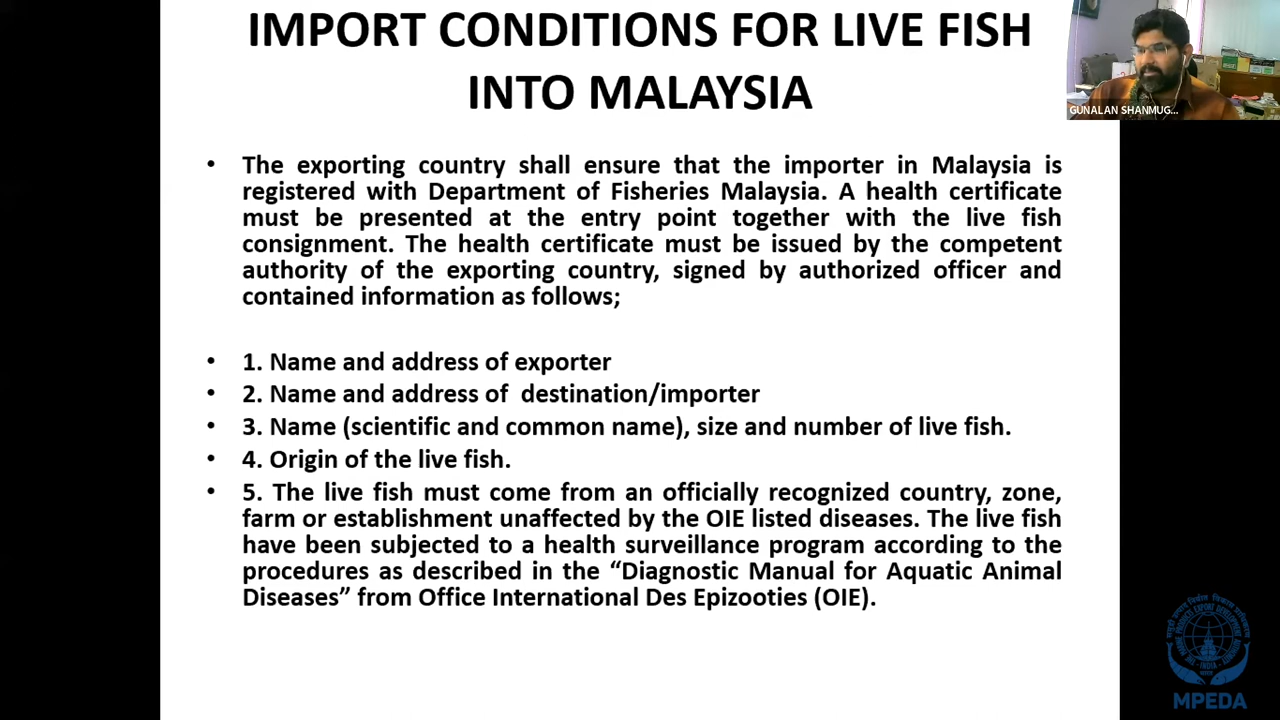 IMPORT CONDITIONS FOR LIVE FISH
INTO MALAYSIA
GUNALAN SHANMUG...
• The exporting country shall ensure that the importer in Malaysia is
registered with Department of Fisheries Malaysia. A health certificate
must be presented at the entry point together with the live fish
consignment. The health certificate must be issued by the competent
authority of the exporting country, signed by authorized officer and
contained information as follows;
• 1. Name and address of exporter
• 2. Name and address of destination/importer
• 3. Name (scientific and common name), size and number of live fish.
• 4. Origin of the live fish.
• 5. The live fish must come from an officially recognized country, zone,
farm or establishment unaffected by the OIE listed diseases. The live fish
have been subjected to a health surveillance program according to the
procedures as described in the “Diagnostic Manual for Aquatic Animal
Diseases” from Office International Des Epizooties (OIE).
MPEDA